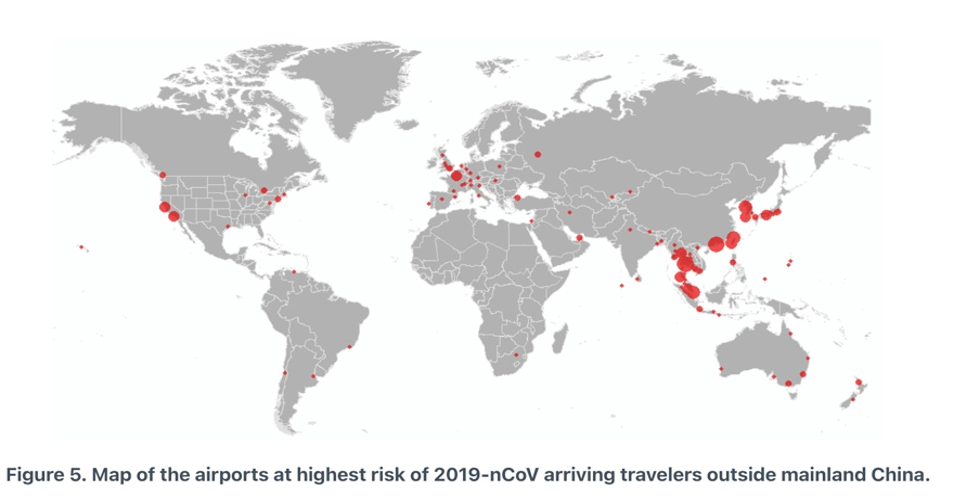 Figure 5. Map of the airports at highest risk of 2019-nCoV arriving travelers outside mainland China.